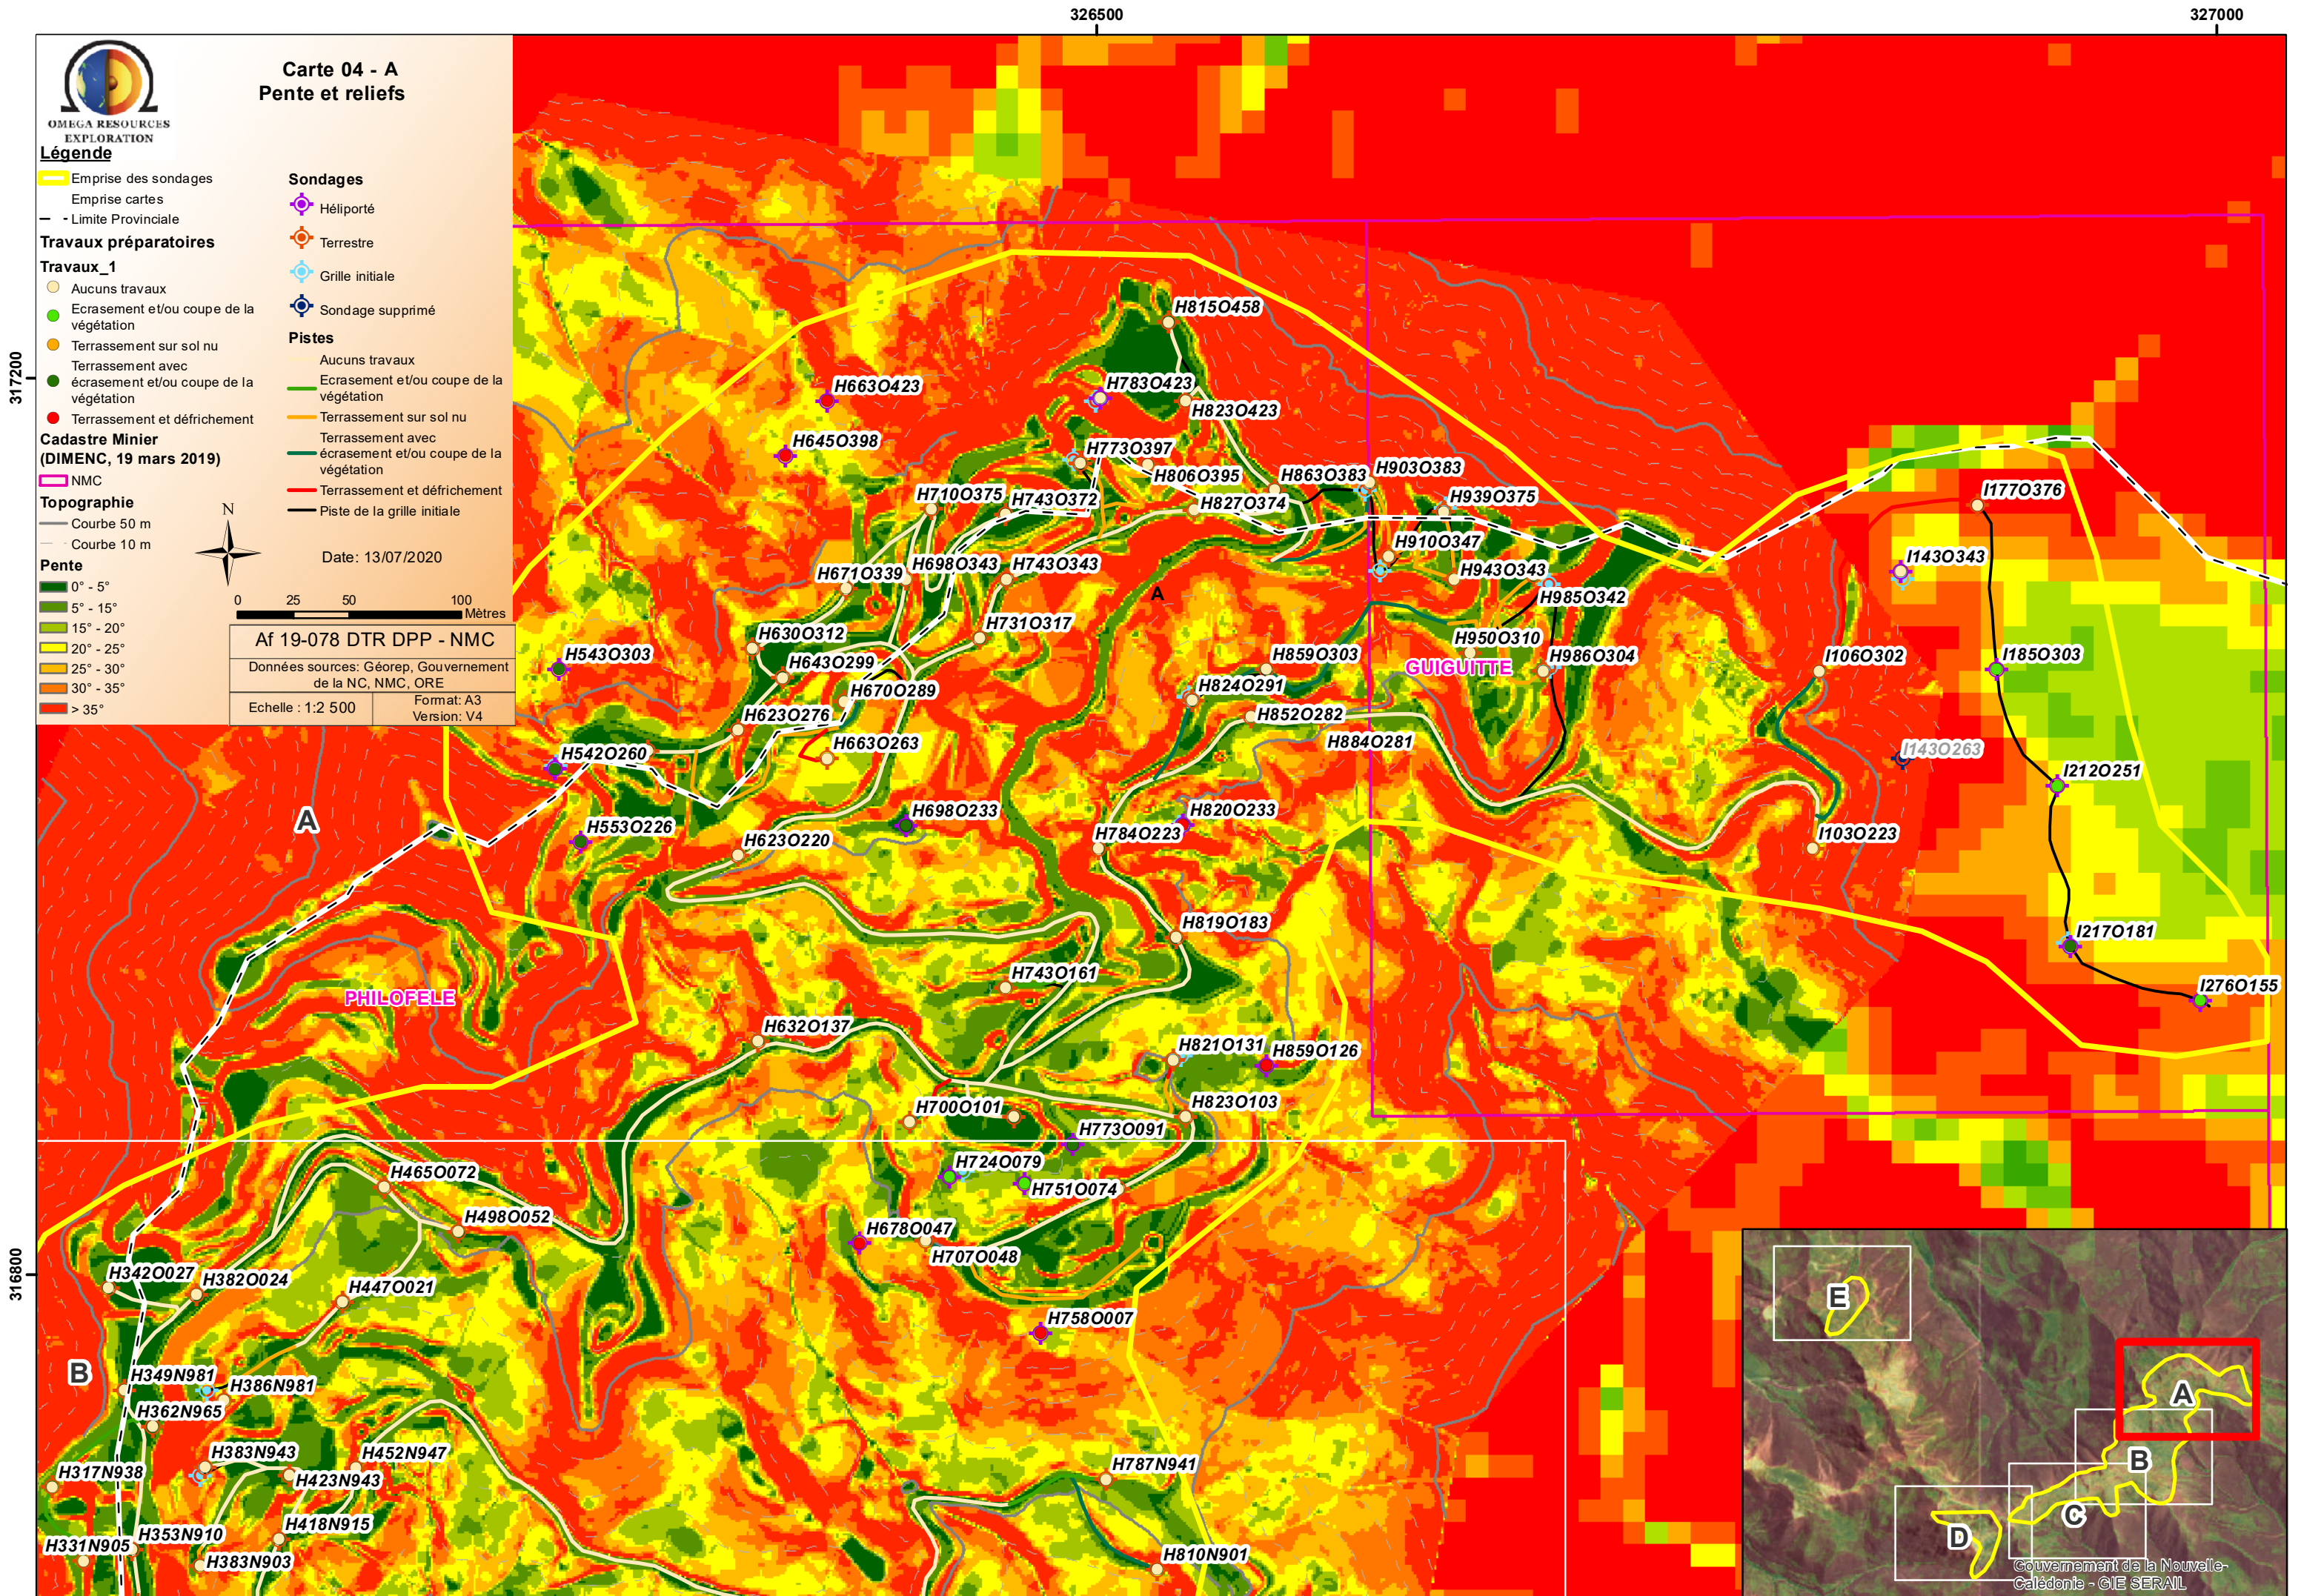 326500
327000
317200
316800
OMEGA RESOURCES
EXPLORATION
Carte 04 - A
Pente et reliefs
Légende
Emprise des sondages
Emprise cartes
Limite Provinciale
Travaux préparatoires
Travaux_1
Aucuns travaux
Ecrasement et/ou coupe de la
végétation
Terrassement sur sol nu
Terrassement avec
écrasement et/ou coupe de la
végétation
Terrassement et défrichement
Cadastre Minier
(DIMENC, 19 mars 2019)
NMC
Topographie
Courbe 50 m
Courbe 10 m
Pente
0° - 5°
5° - 15°
15° - 20°
20° - 25°
25° - 30°
30° - 35°
> 35°
Sondages
Héliporté
Terrestre
Grille initiale
Sondage supprimé
Pistes
Aucuns travaux
Ecrasement et/ou coupe de la
végétation
Terrassement sur sol nu
Terrassement avec
écrasement et/ou coupe de la
végétation
Terrassement et défrichement
Piste de la grille initiale
N
Date: 13/07/2020
0 25 50 100
Mètres
Af 19-078 DTR DPP - NMC
Données sources: Géorep, Gouvernement
de la NC, NMC, ORE
Echelle : 1:2 500
Format: A3
Version: V4
H815O458
H663O423
H783O423
H823O423
H645O398
H773O397
H806O395
H863O383
H903O383
H710O375
H743O372
H827O374
H939O375
I177O376
H910O347
H671O339
H698O343
H743O343
H943O343
I143O343
H985O342
A
H630O312
H731O317
H950O310
H543O303
H643O299
H859O303
GUIGUITTE
H986O304
I106O302
I185O303
H670O289
H824O291
H623O276
H852O282
H542O260
H663O263
H884O281
I143O263
I212O251
A
H553O226
H698O233
H820O233
H623O220
H784O223
I103O223
H819O183
I217O181
PHILOFELE
H743O161
I276O155
H632O137
H821O131
H859O126
H700O101
H823O103
H773O091
H465O072
H724O079
H751O074
H498O052
H678O047
H707O048
H342O027
H382O024
H447O021
H758O007
B
H349N981
H386N981
H362N965
H383N943
H452N947
H317N938
H423N943
H787N941
H418N915
H353N910
H331N905
H383N903
H810N901
E
A
B
C
D
Gouvernement de la Nouvelle-
Calédonie - GIE SERAIL